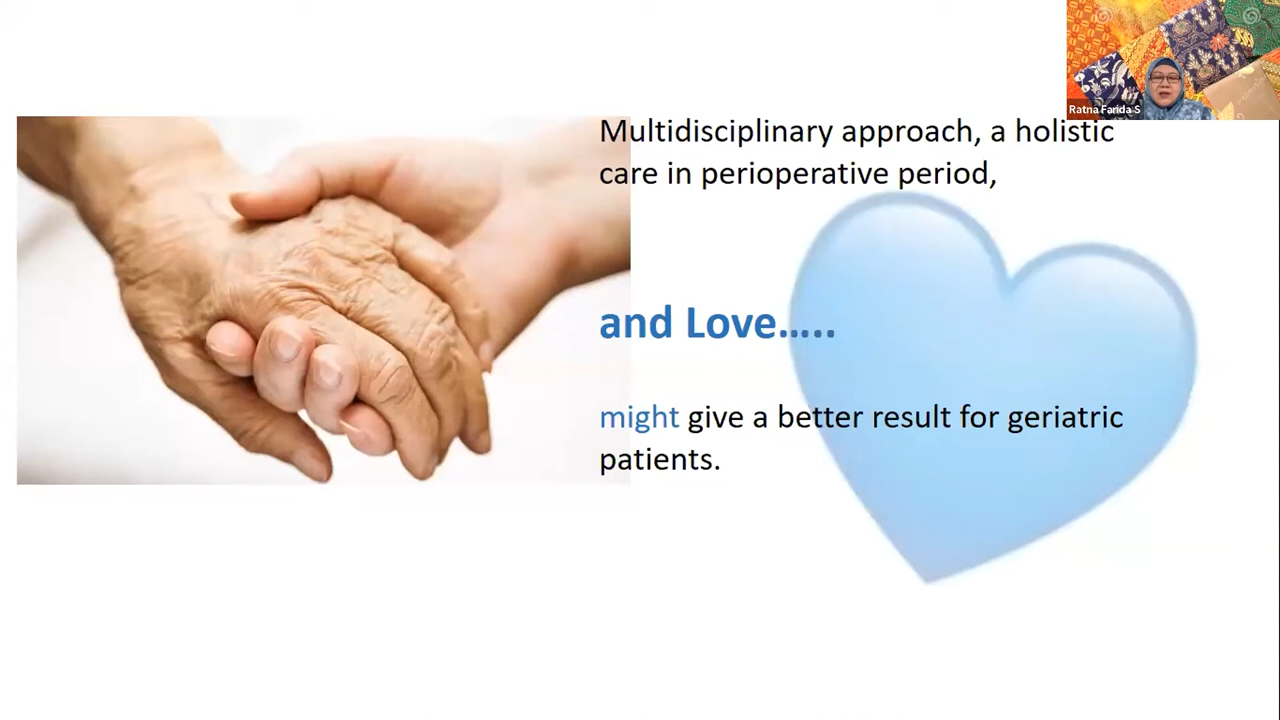 Ratna Farida S
Multidisciplinary approach, a holistic
care in perioperative period,
and Love…..
might give a better result for geriatric
patients.